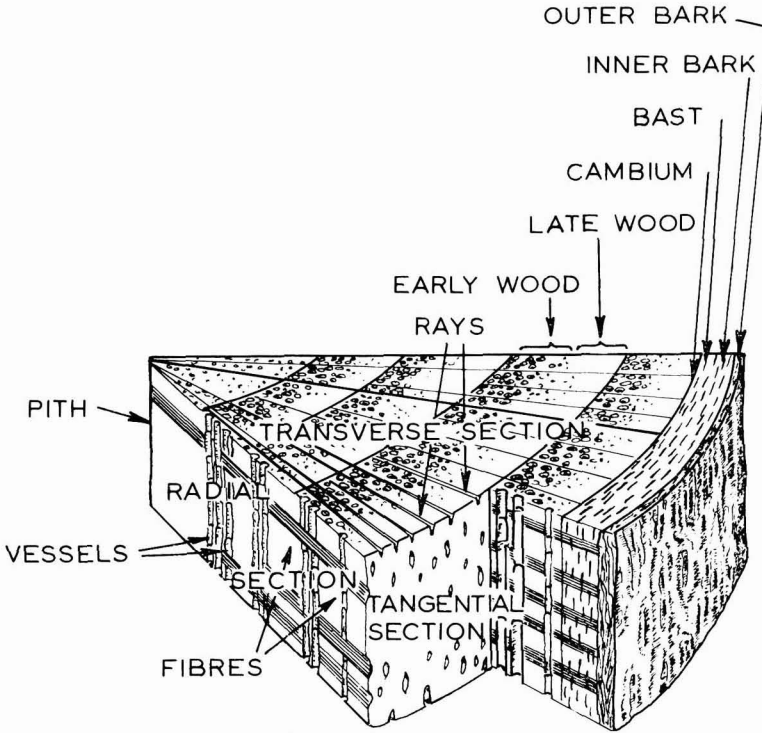 OUTER BARK
INNER BARK
BAST
CAMBIUM
LATE WOOD
EARLY WOOD
RAYS
PITH
TRANSVERSE SECTION
RADIAL
SECTION
VESSELS
TANGENTIAL
SECTION
FIBRES